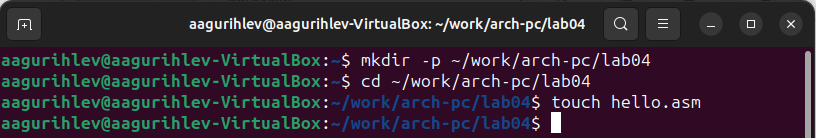 aagurihlev@aagurihlev-VirtualBox: ~/work/arch-pc/lab04
aagurihlev@aagurihlev-VirtualBox:~$ mkdir -p ~/work/arch-pc/lab04
aagurihlev@aagurihlev-VirtualBox:~$ cd ~/work/arch-pc/lab04
aagurihlev@aagurihlev-VirtualBox:~/work/arch-pc/lab04$ touch hello.asm
aagurihlev@aagurihlev-VirtualBox:~/work/arch-pc/lab04$